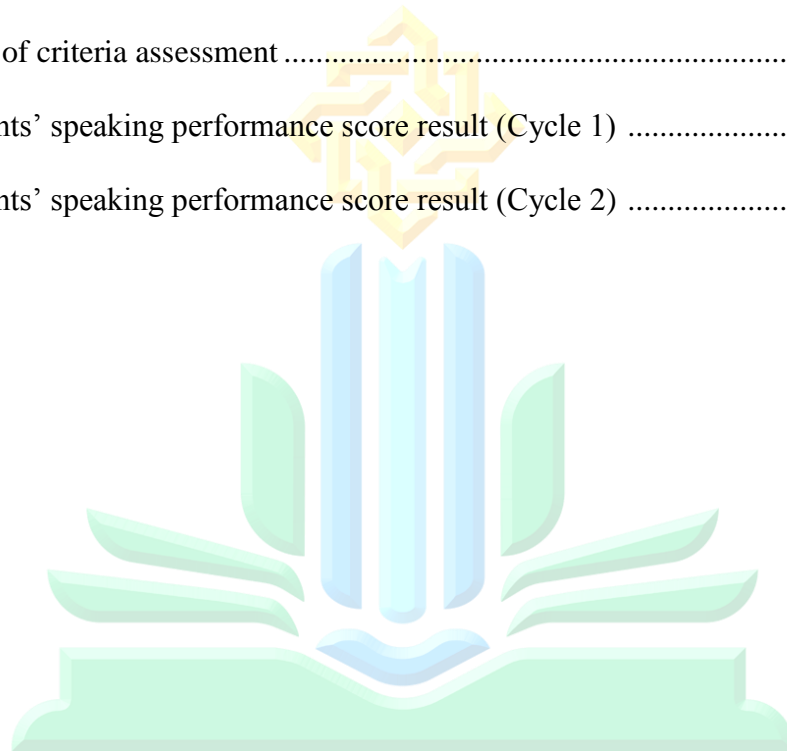 of criteria assessment ..............................................................
nts’ speaking performance score result (Cycle 1) ....................
nts’ speaking performance score result (Cycle 2) ....................